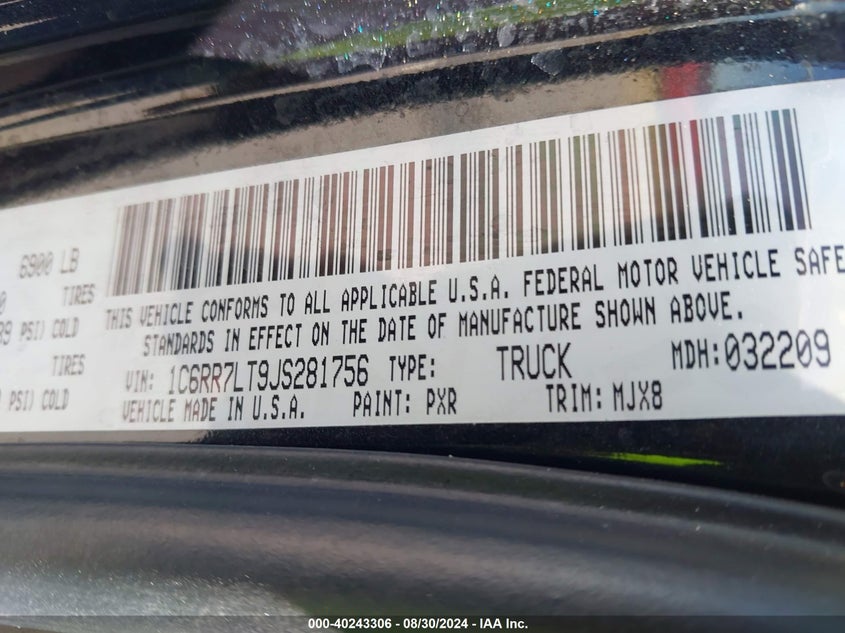 6900 LB
0 TIRES
39 PSI) COLD
TIRES
PSI) COLD
THIS VEHICLE CONFORMS TO ALL APPLICABLE U.S.A. FEDERAL MOTOR VEHICLE SAFE
STANDARDS IN EFFECT ON THE DATE OF MANUFACTURE SHOWN ABOVE.
VIN: 1C6RR7LT9JS281756 TYPE: TRUCK MDH:032209
VEHICLE MADE IN U.S.A. PAINT: PXR TRIM: MJX8
000-40243306 - 08/30/2024 - IAA Inc.